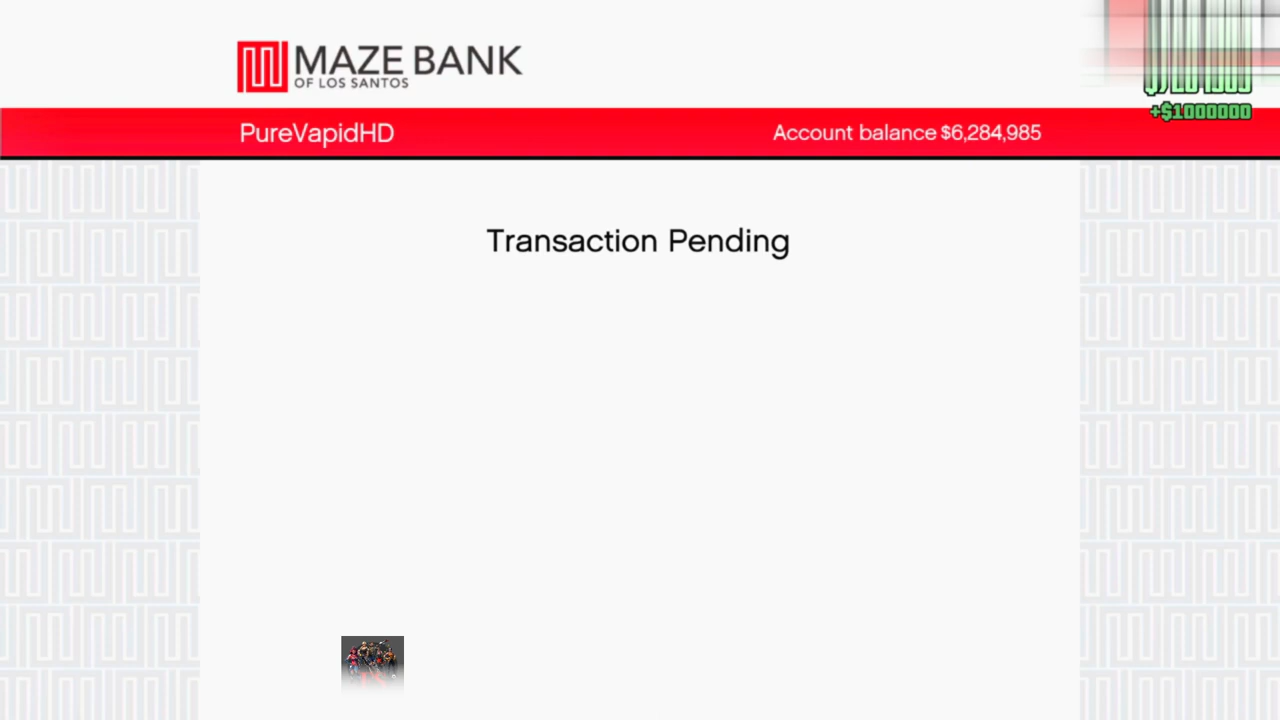 MAZE BANK
OF LOS SANTOS
+$1000000
PureVapidHD
Account balance $6,284,985
Transaction Pending